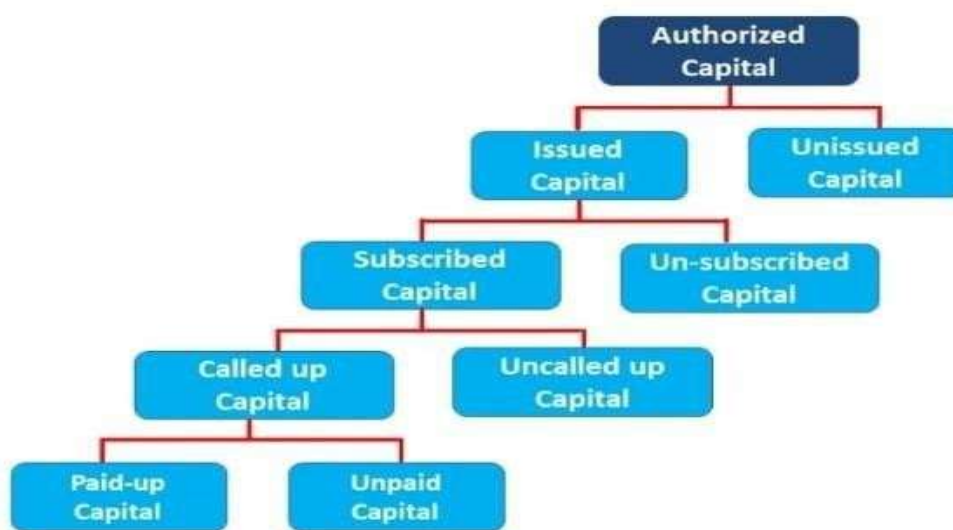 Authorized
Capital
Issued
Capital
Unissued
Capital
Subscribed
Capital
Un-subscribed
Capital
Called up
Capital
Uncalled up
Capital
Paid-up
Capital
Unpaid
Capital